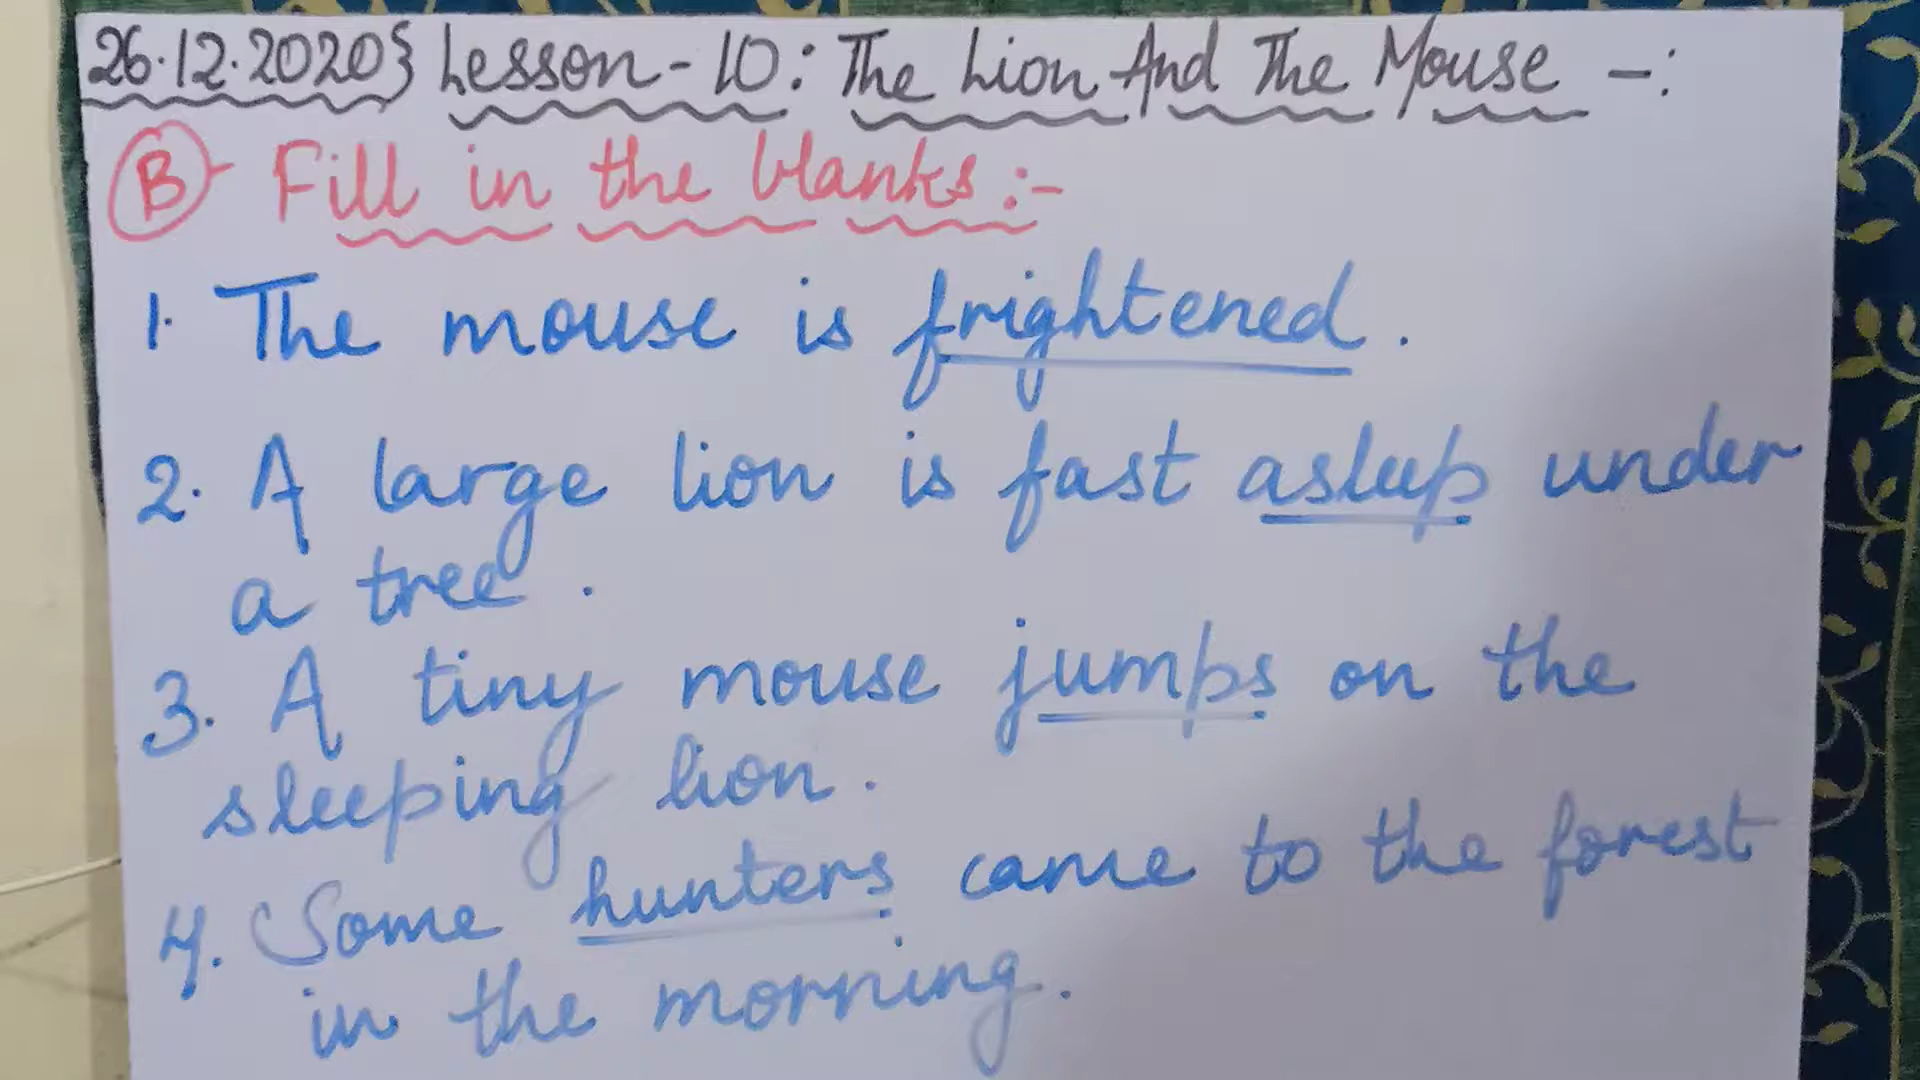 26.12.2020} Lesson-10: The Lion And The Mouse -:
(B)- Fill in the blanks:-
1. The mouse is frightened.
2. A large lion is fast asleep under
a tree.
3. A tiny mouse jumps on the
sleeping lion.
4. Some hunters came to the forest
in the morning.